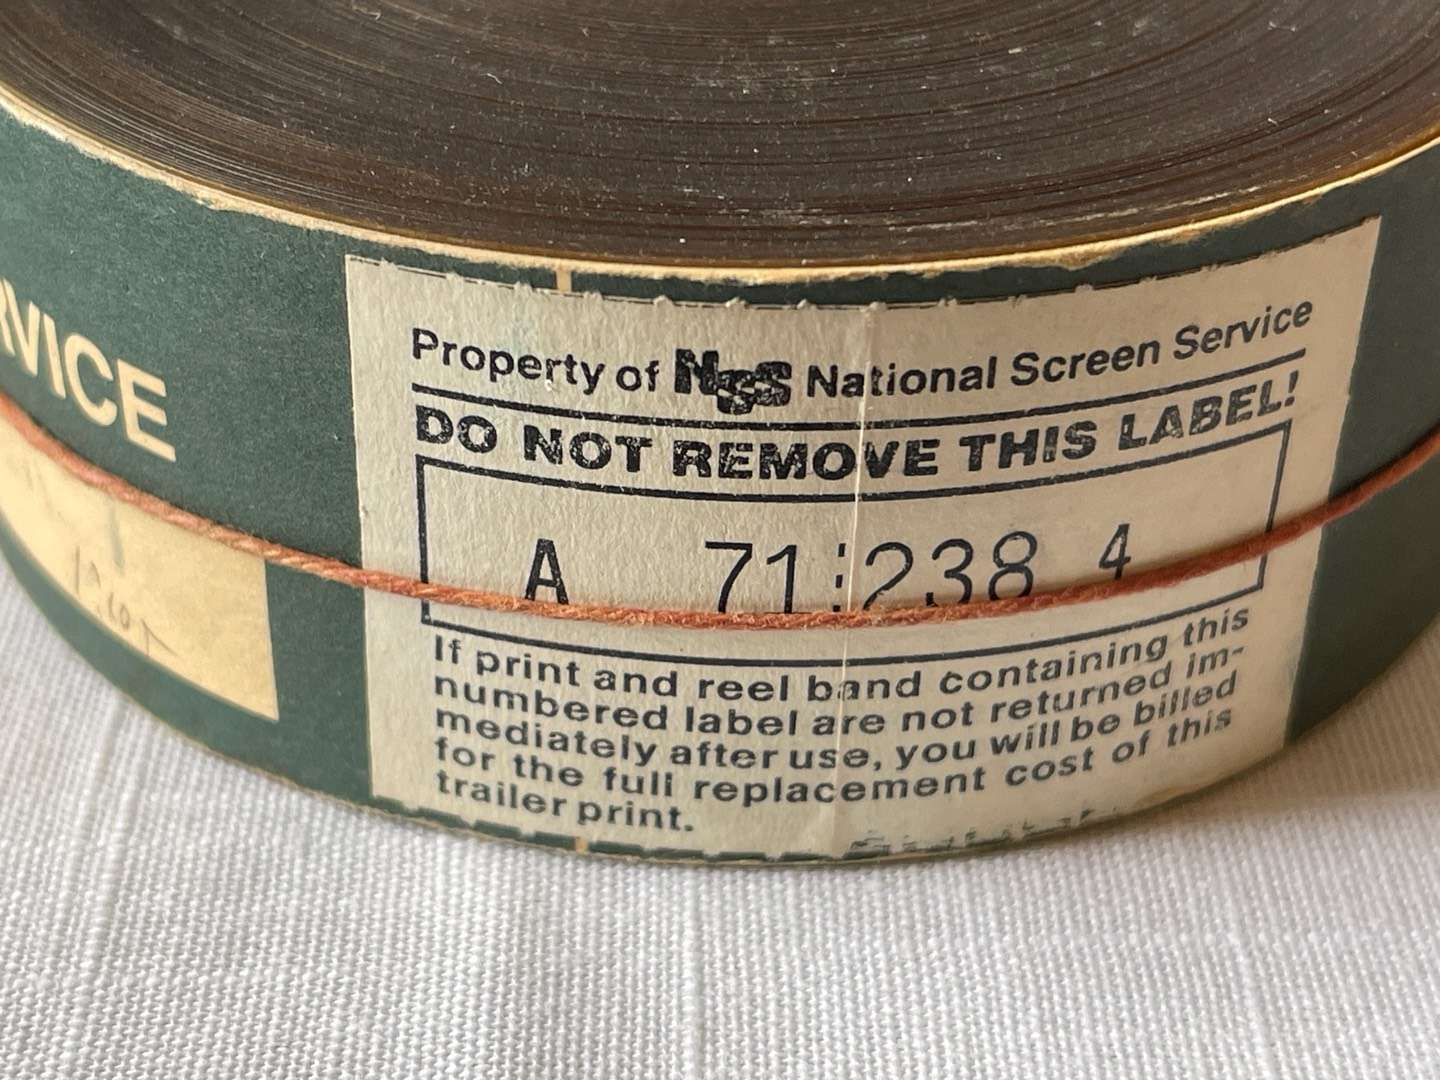 RVICE
Property of NSS National Screen Service
DO NOT REMOVE THIS LABEL!
A 71:238 4
If print and reel band containing this
numbered label are not returned im-
mediately after use, you will be billed
for the full replacement cost of this
trailer print.